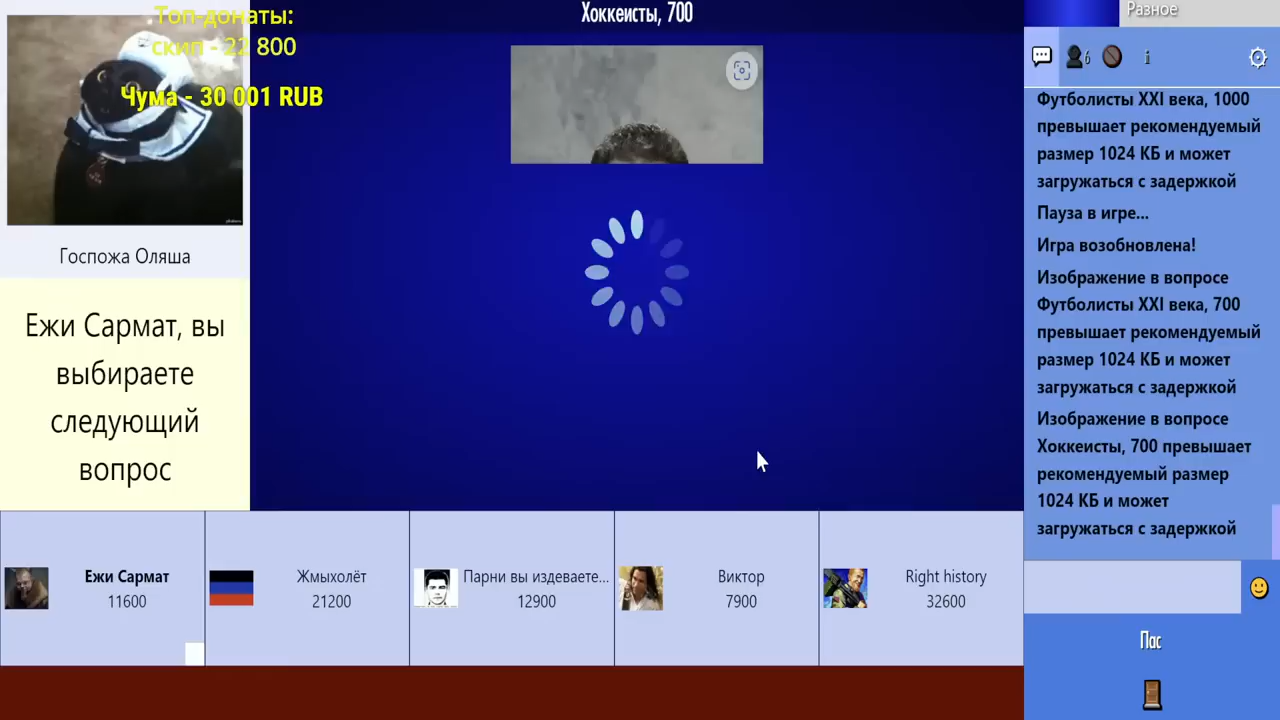 Топ-донаты:
скип - 22 800
Чума - 30 001 RUB
Госпожа Оляша
Ежи Сармат, вы
выбираете
следующий
вопрос
Хоккеисты, 700
Разное
6
i
Футболисты XXI века, 1000
превышает рекомендуемый
размер 1024 КБ и может
загружаться с задержкой
Пауза в игре...
Игра возобновлена!
Изображение в вопросе
Футболисты XXI века, 700
превышает рекомендуемый
размер 1024 КБ и может
загружаться с задержкой
Изображение в вопросе
Хоккеисты, 700 превышает
рекомендуемый размер
1024 КБ и может
загружаться с задержкой
Ежи Сармат
11600
Жмыхолёт
21200
Парни вы издеваете...
12900
Виктор
7900
Right history
32600
Пас